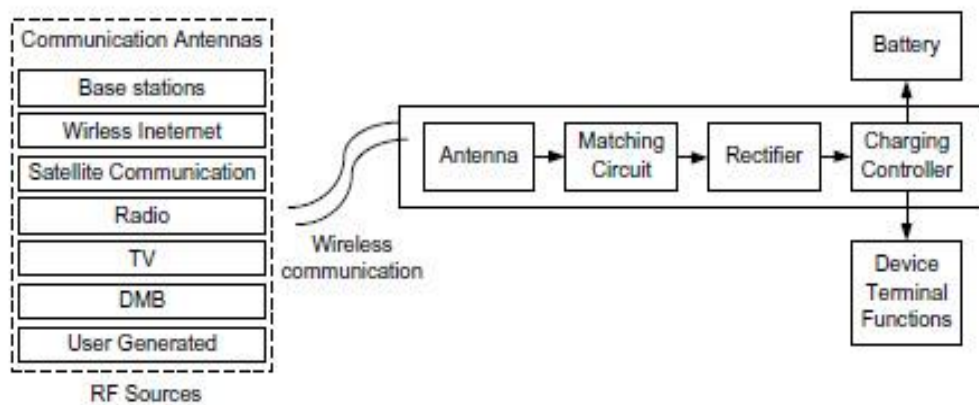 Communication Antennas
Base stations
Wirless Ineternet
Satellite Communication
Radio
TV
DMB
User Generated
RF Sources
Wireless
communication
Antenna
Matching
Circuit
Rectifier
Charging
Controller
Battery
Device
Terminal
Functions